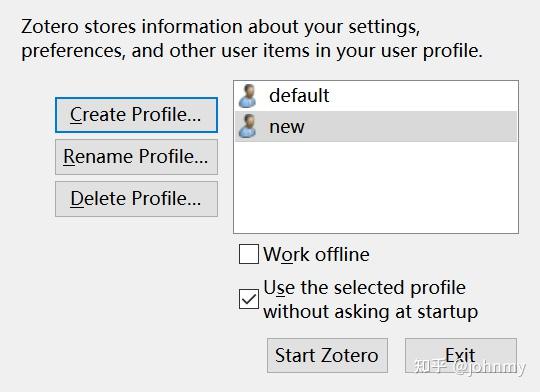 Zotero stores information about your settings,
preferences, and other user items in your user profile.
Create Profile...
Rename Profile...
Delete Profile...
default
new
Work offline
Use the selected profile
without asking at startup
Start Zotero
Exit
知乎 @johnmy